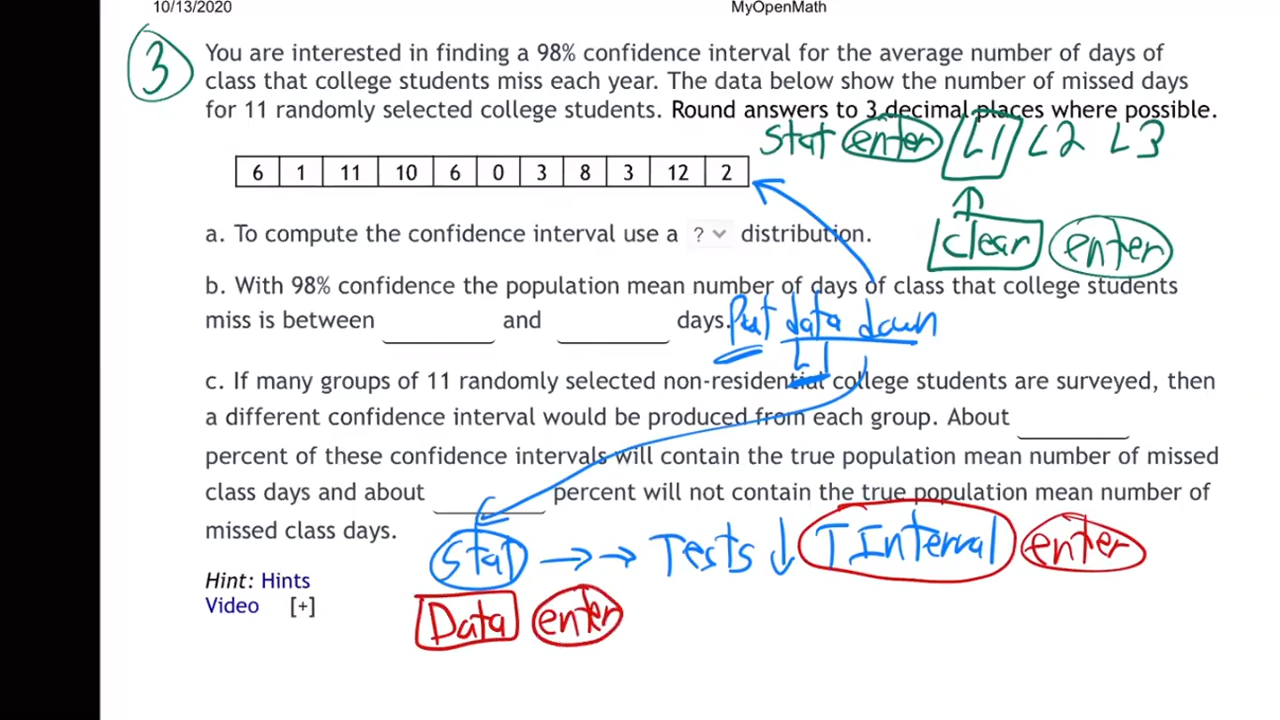 10/13/2020 MyOpenMath
3 You are interested in finding a 98% confidence interval for the average number of days of
class that college students miss each year. The data below show the number of missed days
for 11 randomly selected college students. Round answers to 3 decimal places where possible.
Stat enter L1 L2 L3
6 1 11 10 6 0 3 8 3 12 2
a. To compute the confidence interval use a ? distribution.
clear enter
b. With 98% confidence the population mean number of days of class that college students
miss is between and days.
Put data down
L1
c. If many groups of 11 randomly selected non-residential college students are surveyed, then
a different confidence interval would be produced from each group. About
percent of these confidence intervals will contain the true population mean number of missed
class days and about percent will not contain the true population mean number of
missed class days.
Stat →→ Tests ↓ TInterval enter
Hint: Hints
Video [+]
Data enter